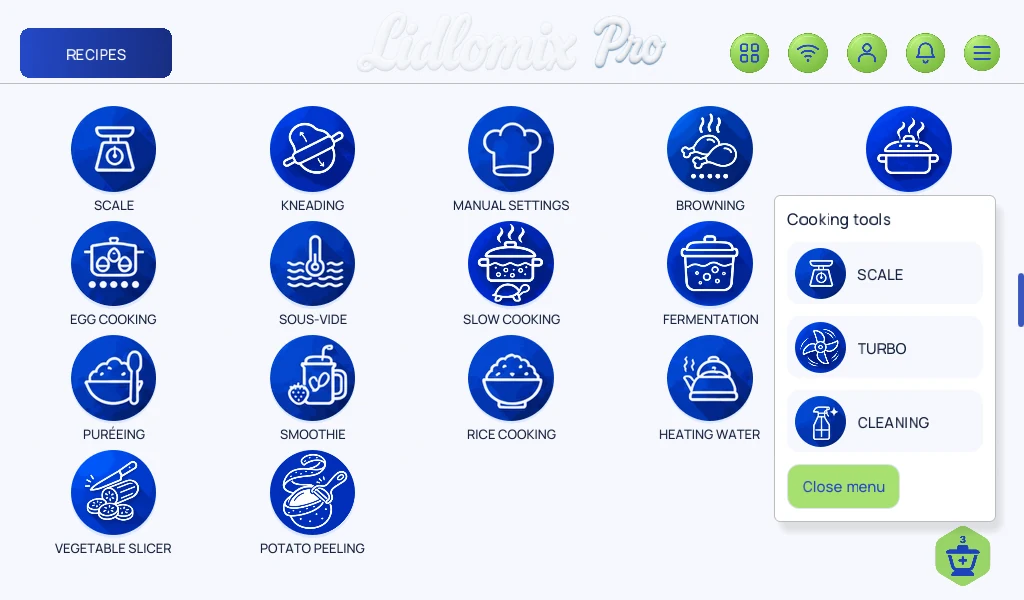 RECIPES
Lidlomix Pro
SCALE
KNEADING
MANUAL SETTINGS
BROWNING
EGG COOKING
SOUS-VIDE
SLOW COOKING
FERMENTATION
PURÉEING
SMOOTHIE
RICE COOKING
HEATING WATER
VEGETABLE SLICER
POTATO PEELING
Cooking tools
SCALE
TURBO
CLEANING
Close menu
3